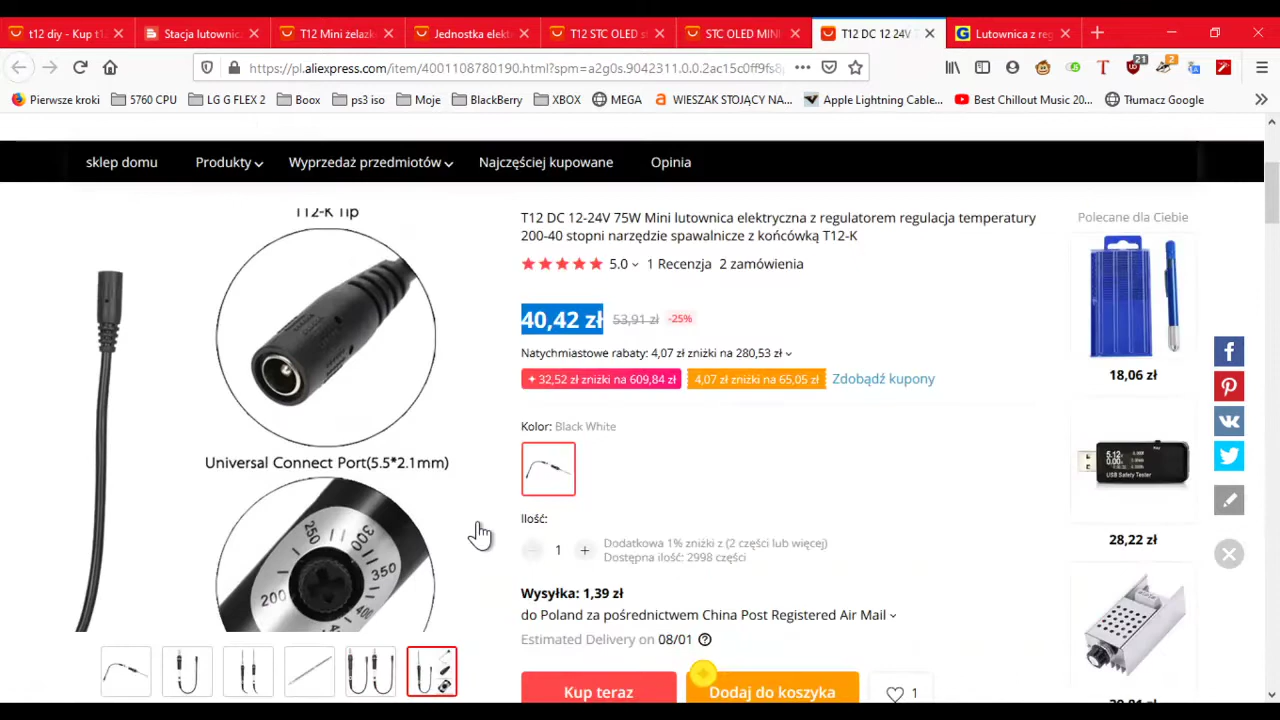 t12 diy - Kup t1
Stacja lutownic
T12 Mini żelazk
Jednostka elekt
T12 STC OLED s
STC OLED MIN
T12 DC 12 24V 7
Lutownica z reg
https://pl.aliexpress.com/item/4001108780190.html?spm=a2g0s.9042311.0.0.2ac15c0ff9fs8
21
2
Pierwsze kroki
5760 CPU
LG G FLEX 2
Boox
ps3 iso
Moje
BlackBerry
XBOX
MEGA
WIESZAK STOJĄCY NA...
Apple Lightning Cable...
Best Chillout Music 20...
Tłumacz Google
sklep domu
Produkty
Wyprzedaż przedmiotów
Najczęściej kupowane
Opinia
T12-K Tip
Universal Connect Port(5.5*2.1mm)
200
250
300
350
400
T12 DC 12-24V 75W Mini lutownica elektryczna z regulatorem regulacja temperatury
200-40 stopni narzędzie spawalnicze z końcówką T12-K
5.0
1 Recenzja
2 zamówienia
40,42 zł
53,91 zł
-25%
Natychmiastowe rabaty: 4,07 zł zniżki na 280,53 zł
32,52 zł zniżki na 609,84 zł
4,07 zł zniżki na 65,05 zł
Zdobądź kupony
Kolor: Black White
Ilość:
1
Dodatkowa 1% zniżki z (2 części lub więcej)
Dostępna ilość: 2998 części
Wysyłka: 1,39 zł
do Poland za pośrednictwem China Post Registered Air Mail
Estimated Delivery on 08/01
Kup teraz
Dodaj do koszyka
1
Polecane dla Ciebie
18,06 zł
USB Safety Tester
28,22 zł